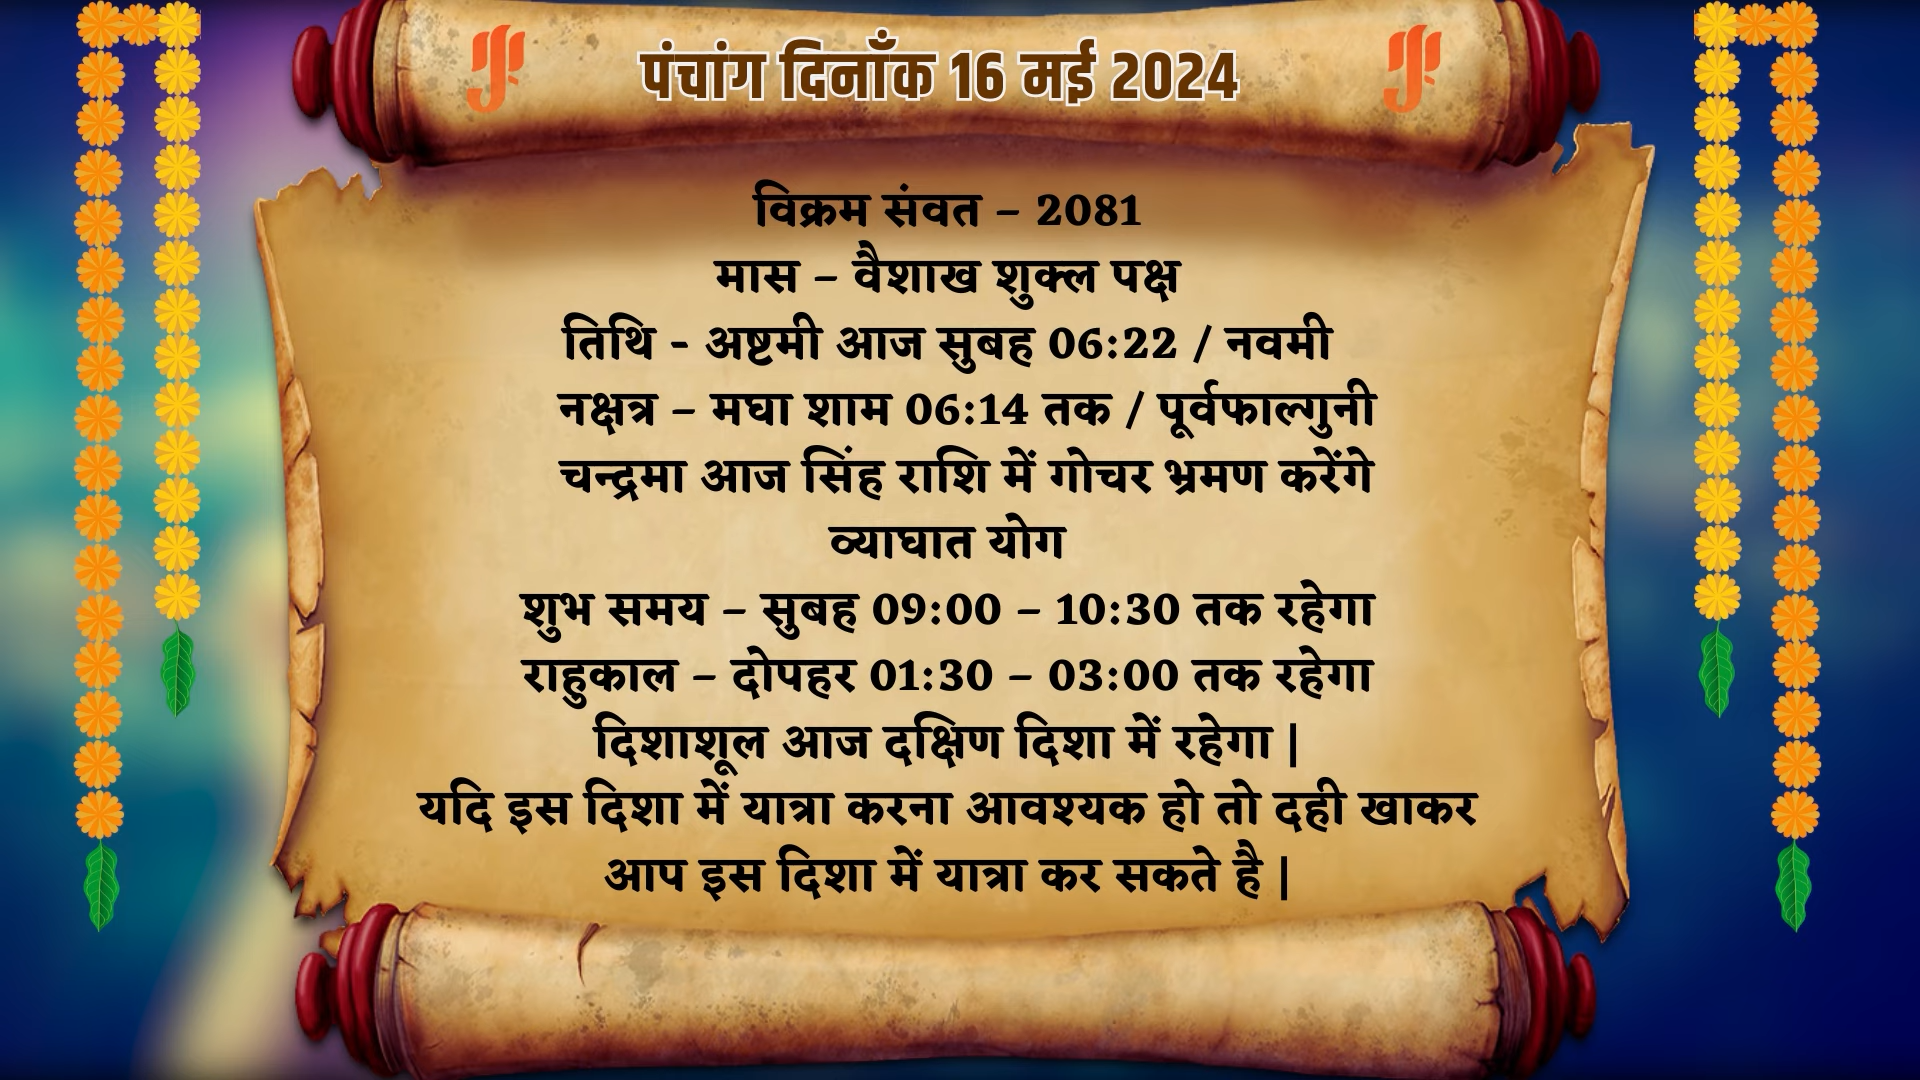 पंचांग दिनाँक 16 मई 2024
विक्रम संवत – 2081
मास – वैशाख शुक्ल पक्ष
तिथि - अष्टमी आज सुबह 06:22 / नवमी
नक्षत्र – मघा शाम 06:14 तक / पूर्वफाल्गुनी
चन्द्रमा आज सिंह राशि में गोचर भ्रमण करेंगे
व्याघात योग
शुभ समय – सुबह 09:00 – 10:30 तक रहेगा
राहुकाल – दोपहर 01:30 – 03:00 तक रहेगा
दिशाशूल आज दक्षिण दिशा में रहेगा |
यदि इस दिशा में यात्रा करना आवश्यक हो तो दही खाकर
आप इस दिशा में यात्रा कर सकते है |